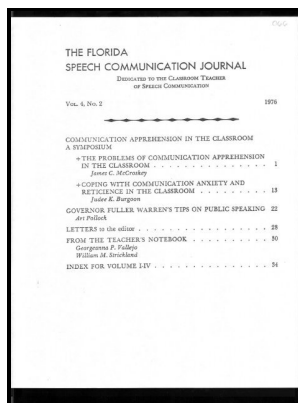 THE FLORIDA
SPEECH COMMUNICATION JOURNAL
DEDICATED TO THE CLASSROOM TEACHER
OF SPEECH COMMUNICATION
VOL. 4, NO. 2 1976
COMMUNICATION APPREHENSION IN THE CLASSROOM
A SYMPOSIUM
+THE PROBLEMS OF COMMUNICATION APPREHENSION
IN THE CLASSROOM . . . . . . . . . . . . . . 1
James C. McCroskey
+COPING WITH COMMUNICATION ANXIETY AND
RETICENCE IN THE CLASSROOM . . . . . . . . 13
Judee K. Burgoon
GOVERNOR FULLER WARREN'S TIPS ON PUBLIC SPEAKING 22
Art Pollock
LETTERS to the editor . . . . . . . . . . . . . . . . . 28
FROM THE TEACHER'S NOTEBOOK . . . . . . . . . . 30
Georgeanna P. Vallejo
William M. Strickland
INDEX FOR VOLUME I-IV . . . . . . . . . . . . . . . . 34